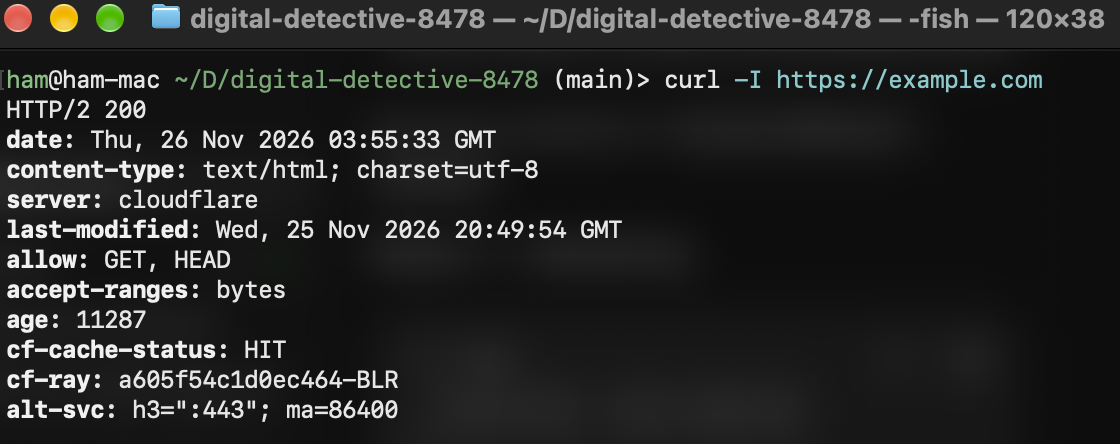 digital-detective-8478 — ~/D/digital-detective-8478 — -fish — 120×38
ham@ham-mac ~/D/digital-detective-8478 (main)> curl -I https://example.com
HTTP/2 200
date: Thu, 26 Nov 2026 03:55:33 GMT
content-type: text/html; charset=utf-8
server: cloudflare
last-modified: Wed, 25 Nov 2026 20:49:54 GMT
allow: GET, HEAD
accept-ranges: bytes
age: 11287
cf-cache-status: HIT
cf-ray: a605f54c1d0ec464-BLR
alt-svc: h3=":443"; ma=86400